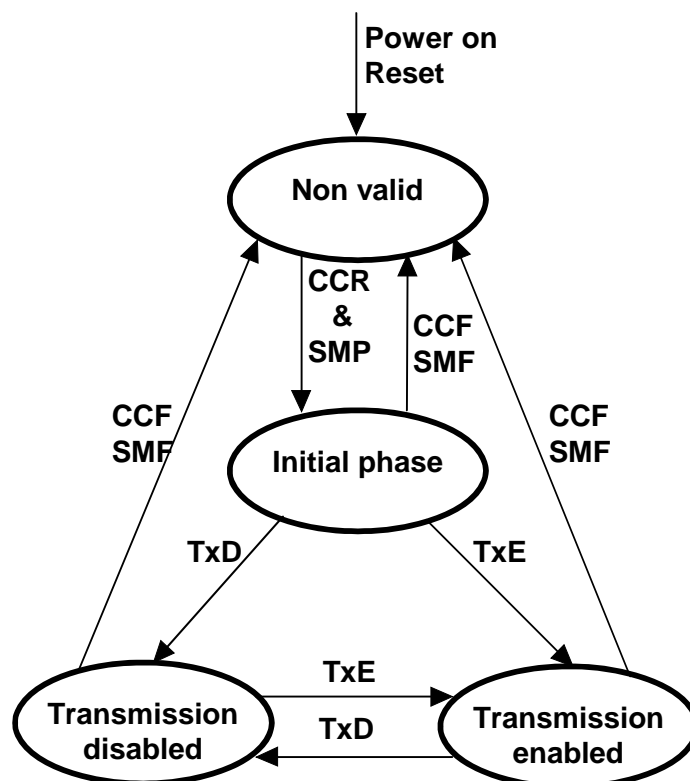 Power on
Reset
Non valid
CCR
&
SMP
CCF
SMF
CCF
SMF
CCF
SMF
Initial phase
TxD
TxE
TxE
Transmission
disabled
TxD
Transmission
enabled